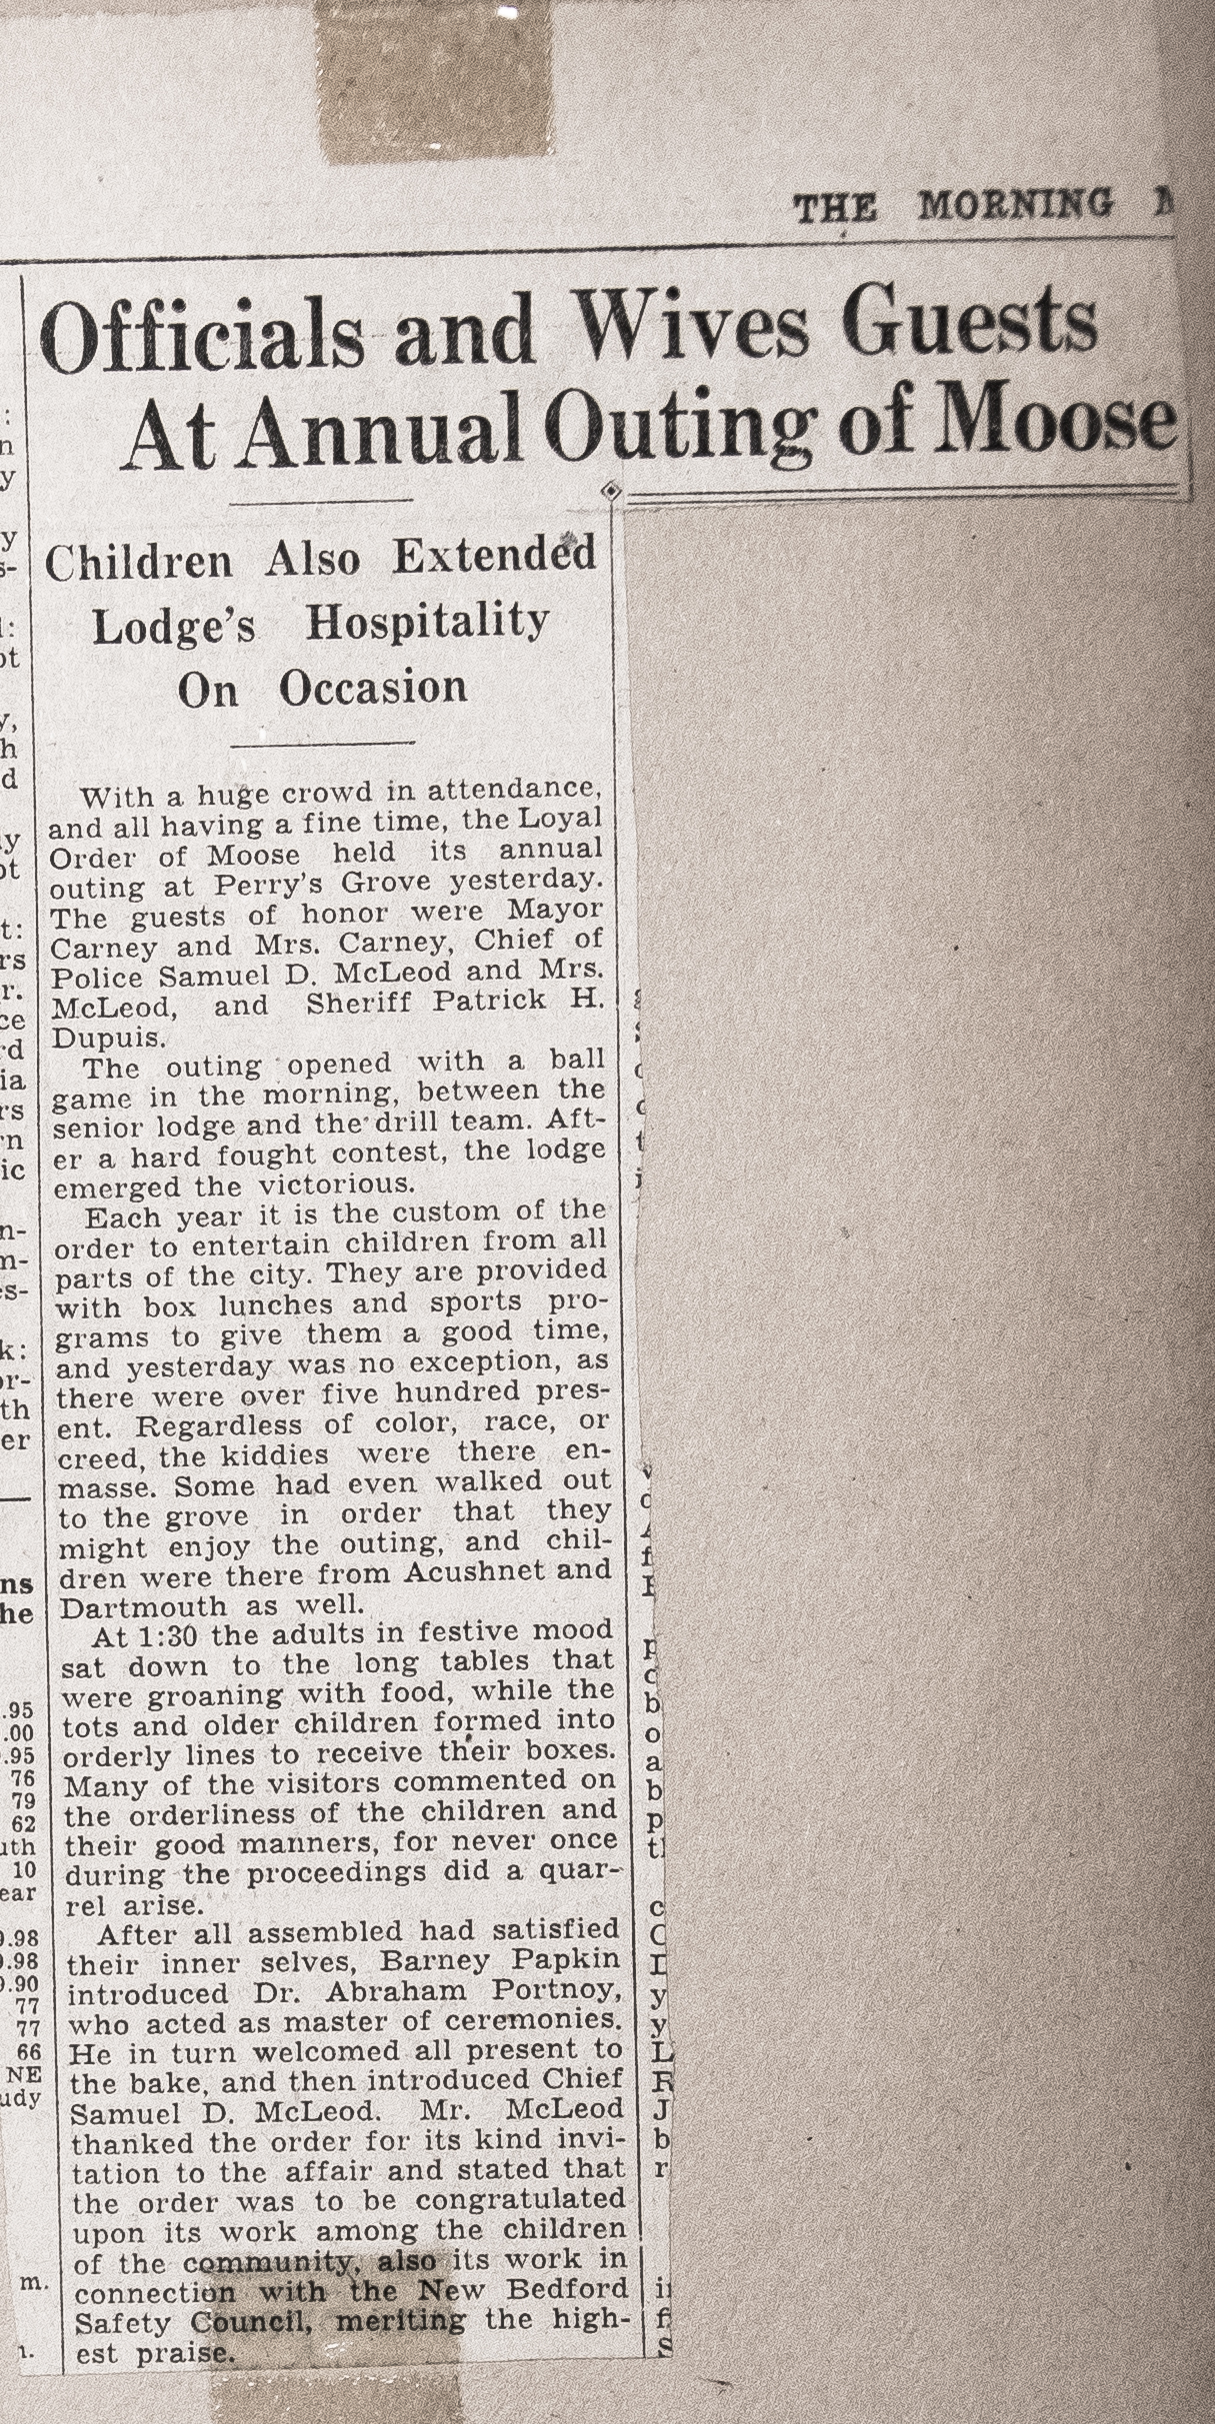 THE MORNING
Officials and Wives Guests
At Annual Outing of Moose
Children Also Extended
Lodge's Hospitality
On Occasion
With a huge crowd in attendance,
and all having a fine time, the Loyal
Order of Moose held its annual
outing at Perry's Grove yesterday.
The guests of honor were Mayor
Carney and Mrs. Carney, Chief of
Police Samuel D. McLeod and Mrs.
McLeod, and Sheriff Patrick H.
Dupuis.
The outing opened with a ball
game in the morning, between the
senior lodge and the drill team. Aft-
er a hard fought contest, the lodge
emerged the victorious.
Each year it is the custom of the
order to entertain children from all
parts of the city. They are provided
with box lunches and sports pro-
grams to give them a good time,
and yesterday was no exception, as
there were over five hundred pres-
ent. Regardless of color, race, or
creed, the kiddies were there en-
masse. Some had even walked out
to the grove in order that they
might enjoy the outing, and chil-
dren were there from Acushnet and
Dartmouth as well.
At 1:30 the adults in festive mood
sat down to the long tables that
were groaning with food, while the
tots and older children formed into
orderly lines to receive their boxes.
Many of the visitors commented on
the orderliness of the children and
their good manners, for never once
during the proceedings did a quar-
rel arise.
After all assembled had satisfied
their inner selves, Barney Papkin
introduced Dr. Abraham Portnoy,
who acted as master of ceremonies.
He in turn welcomed all present to
the bake, and then introduced Chief
Samuel D. McLeod. Mr. McLeod
thanked the order for its kind invi-
tation to the affair and stated that
the order was to be congratulated
upon its work among the children
of the community, also its work in
connection with the New Bedford
Safety Council, meriting the high-
est praise.